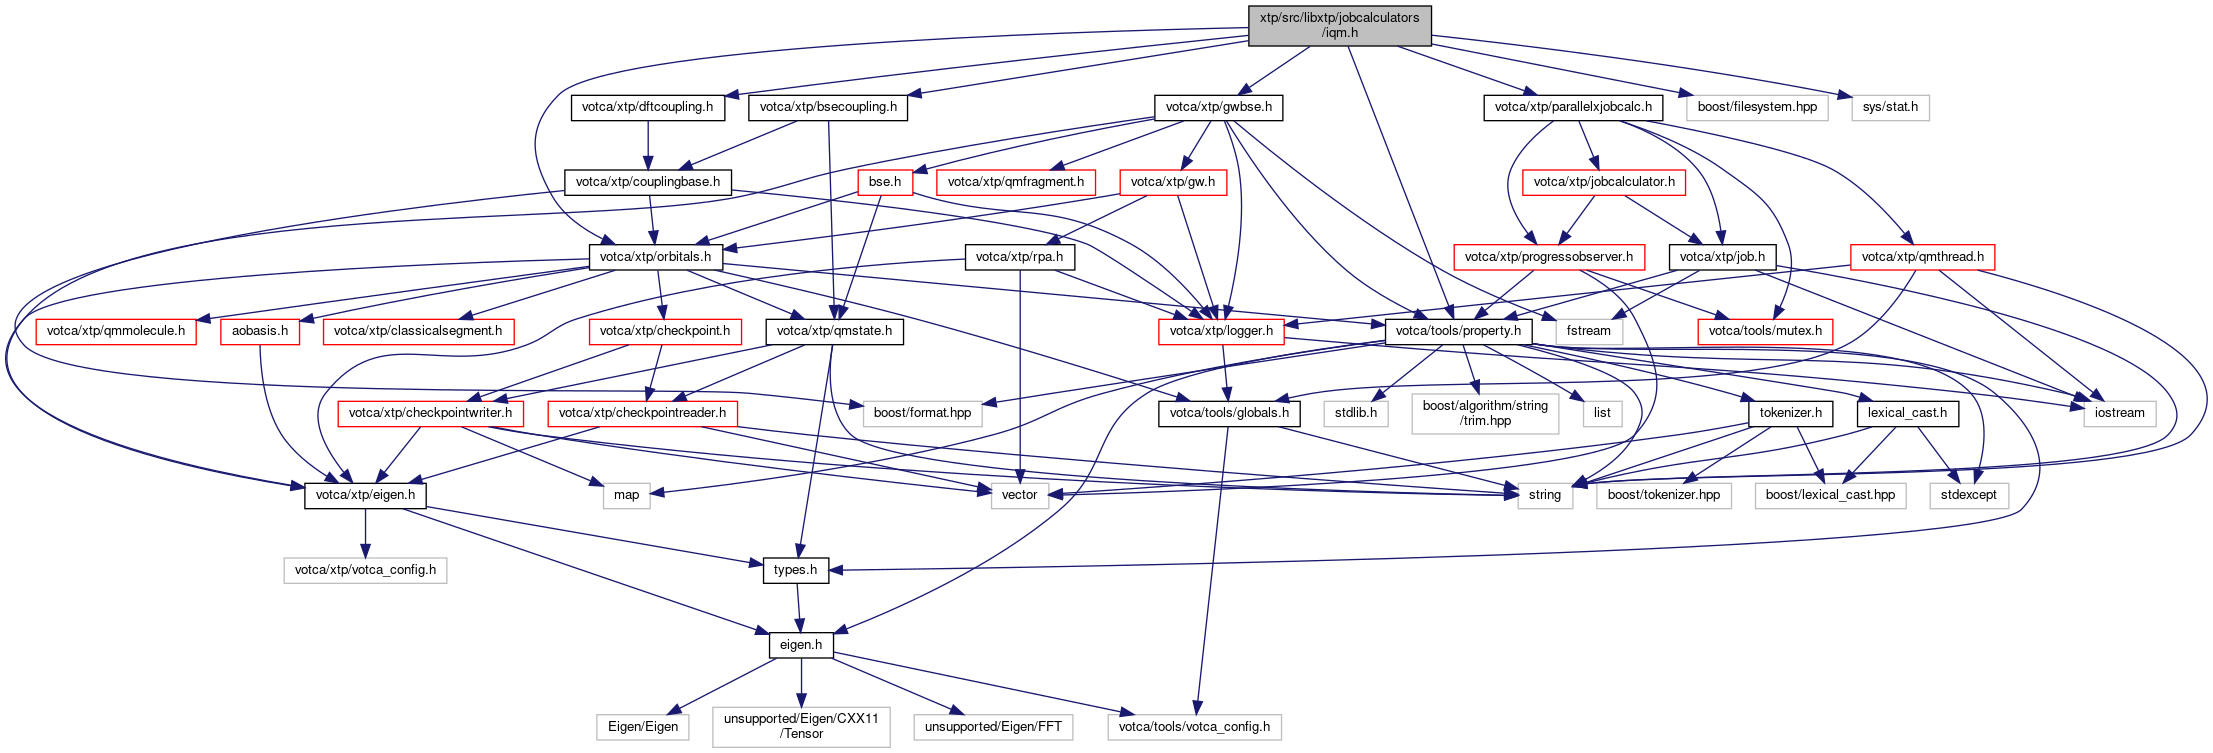 xtp/src/libxtp/jobcalculators
/iqm.h
votca/xtp/dftcoupling.h
votca/xtp/bsecoupling.h
votca/xtp/gwbse.h
votca/xtp/parallelxjobcalc.h
boost/filesystem.hpp
sys/stat.h
votca/xtp/couplingbase.h
bse.h
votca/xtp/qmfragment.h
votca/xtp/gw.h
votca/xtp/jobcalculator.h
votca/xtp/orbitals.h
votca/xtp/rpa.h
votca/xtp/progressobserver.h
votca/xtp/job.h
votca/xtp/qmthread.h
votca/xtp/qmmolecule.h
aobasis.h
votca/xtp/classicalsegment.h
votca/xtp/checkpoint.h
votca/xtp/qmstate.h
votca/xtp/logger.h
votca/tools/property.h
fstream
votca/tools/mutex.h
votca/xtp/checkpointwriter.h
votca/xtp/checkpointreader.h
boost/format.hpp
votca/tools/globals.h
stdlib.h
boost/algorithm/string
/trim.hpp
list
tokenizer.h
lexical_cast.h
iostream
votca/xtp/eigen.h
map
vector
string
boost/tokenizer.hpp
boost/lexical_cast.hpp
stdexcept
votca/xtp/votca_config.h
types.h
eigen.h
Eigen/Eigen
unsupported/Eigen/CXX11
/Tensor
unsupported/Eigen/FFT
votca/tools/votca_config.h